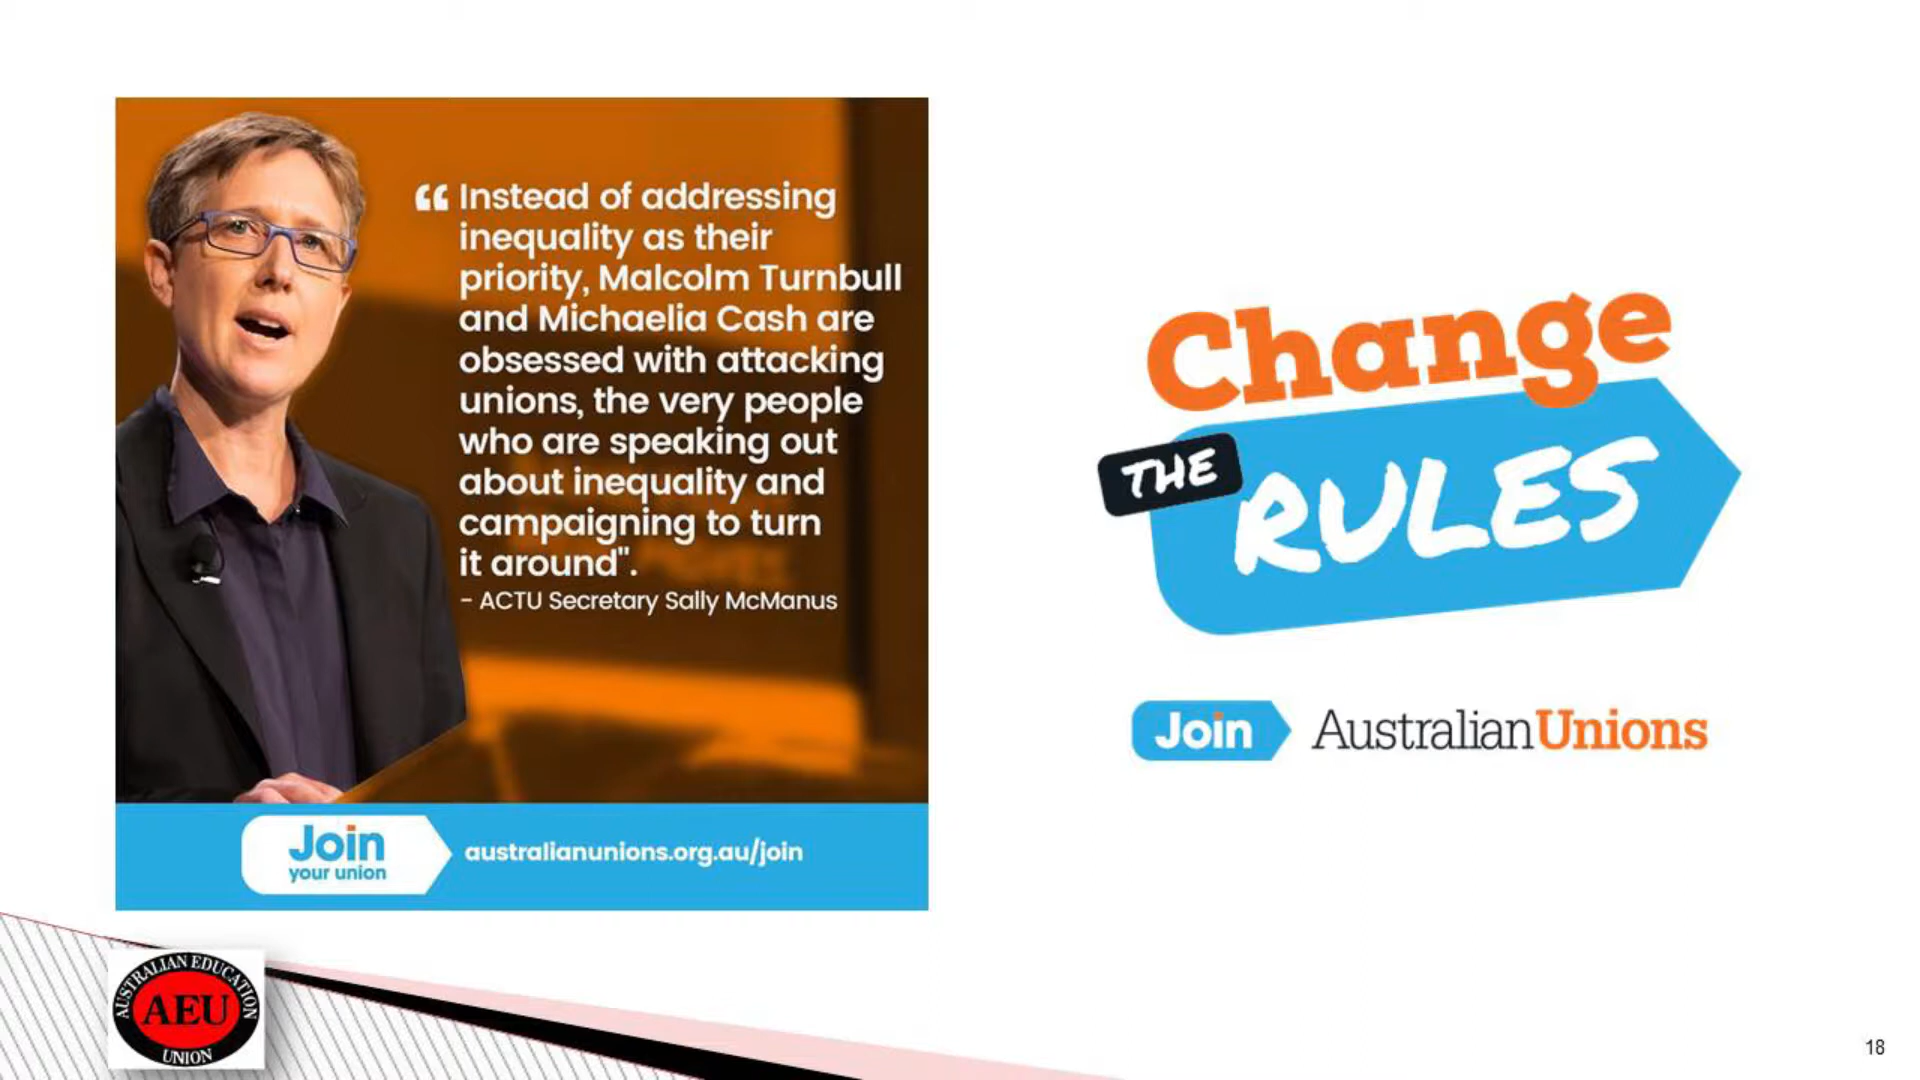 “ Instead of addressing
inequality as their
priority, Malcolm Turnbull
and Michaelia Cash are
obsessed with attacking
unions, the very people
who are speaking out
about inequality and
campaigning to turn
it around".
- ACTU Secretary Sally McManus
Join
your union
australianunions.org.au/join
Change
THE
RULES
Join
AustralianUnions
AUSTRALIAN EDUCATION
AEU
UNION
18